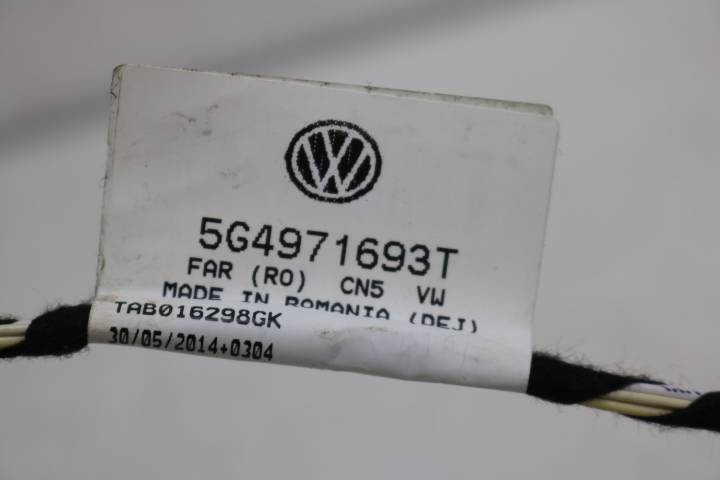 5G4971693T
FAR (RO) CN5 VW
MADE IN ROMANIA (DEJ)
TAB016298GK
30/05/2014+0304